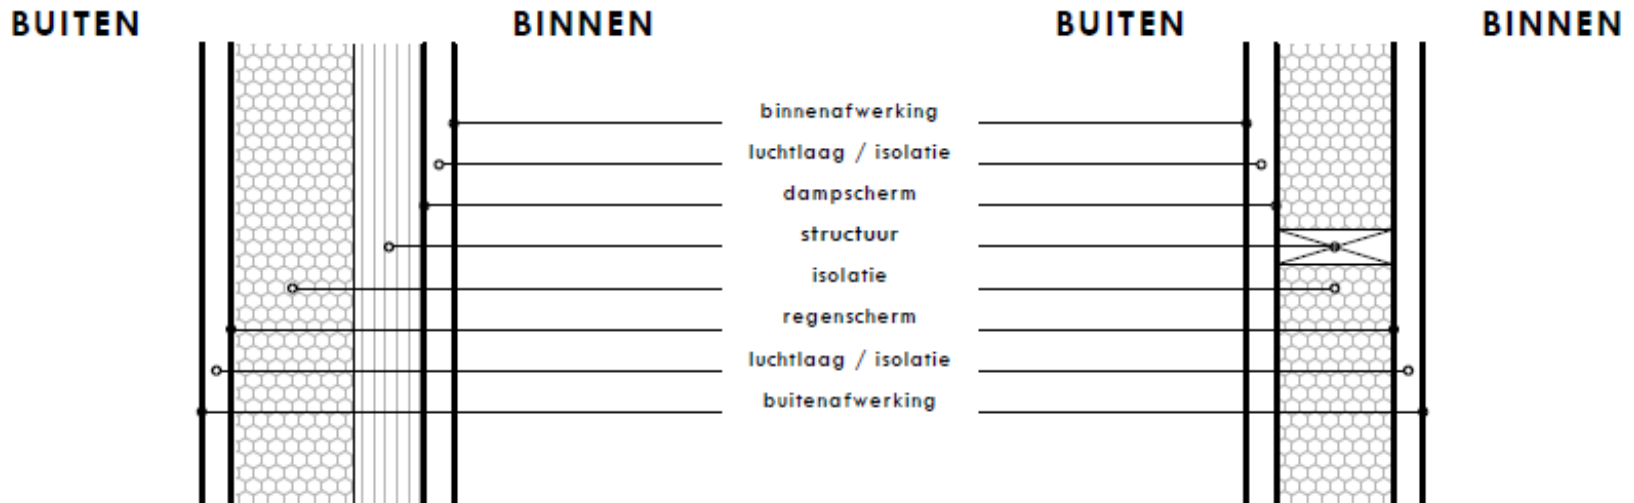 BUITEN BINNEN BUITEN BINNEN
binnenafwerking
luchtlaag / isolatie
dampscherm
structuur
isolatie
regenscherm
luchtlaag / isolatie
buitenafwerking